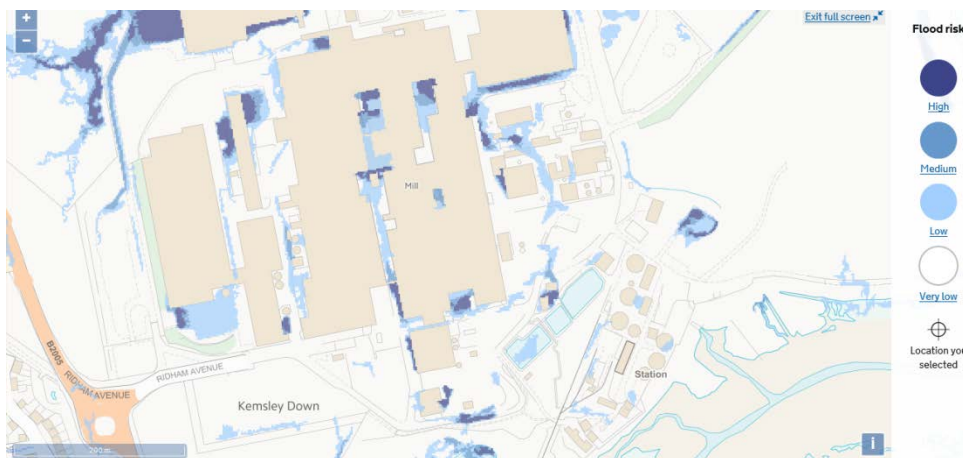 +
−
Exit full screen
Flood risk
High
Medium
Low
Very low
Location you
selected
Mill
B2005
RIDHAM AVENUE
RIDHAM AVENUE
Kemsley Down
Station
200 m
i